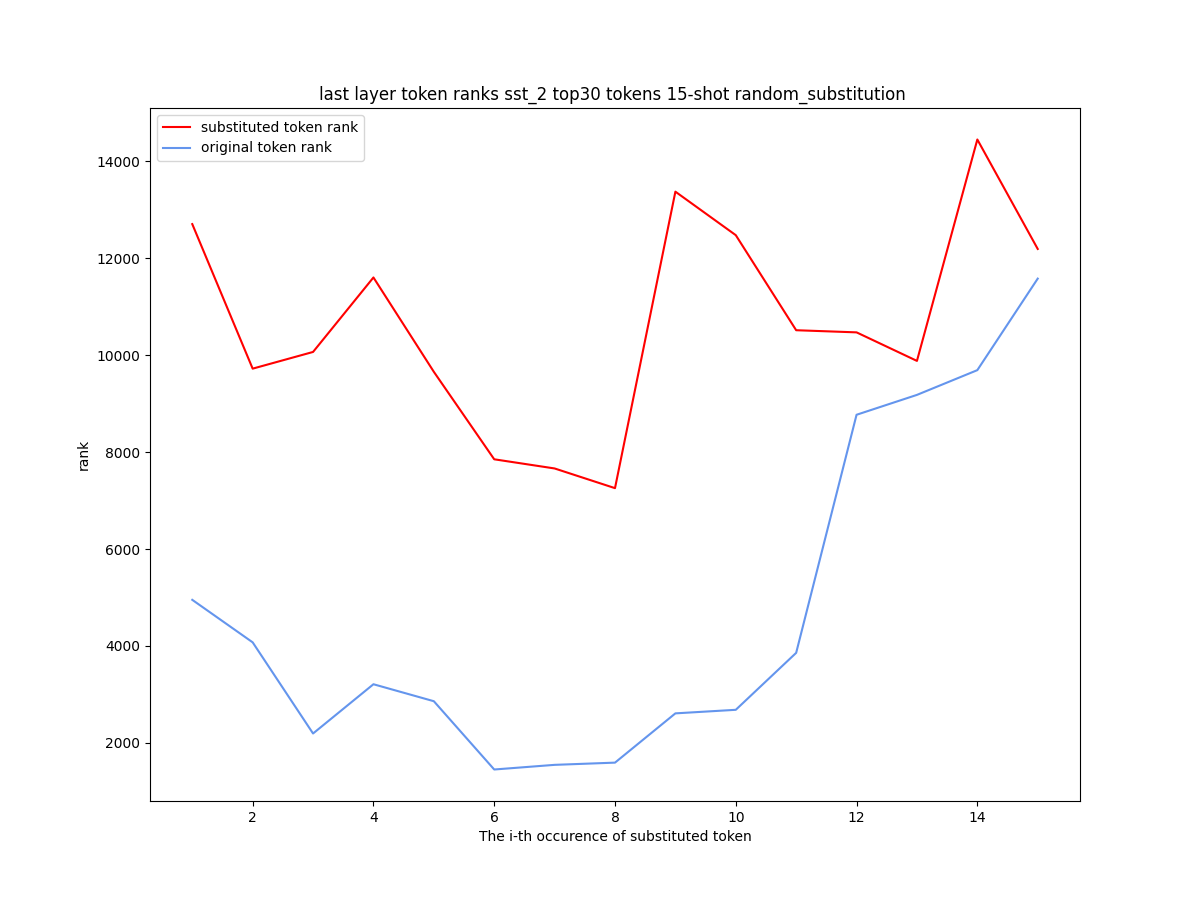 last layer token ranks sst_2 top30 tokens 15-shot random_substitution
substituted token rank
original token rank
14000
12000
10000
8000
6000
4000
2000
rank
2 4 6 8 10 12 14
The i-th occurence of substituted token